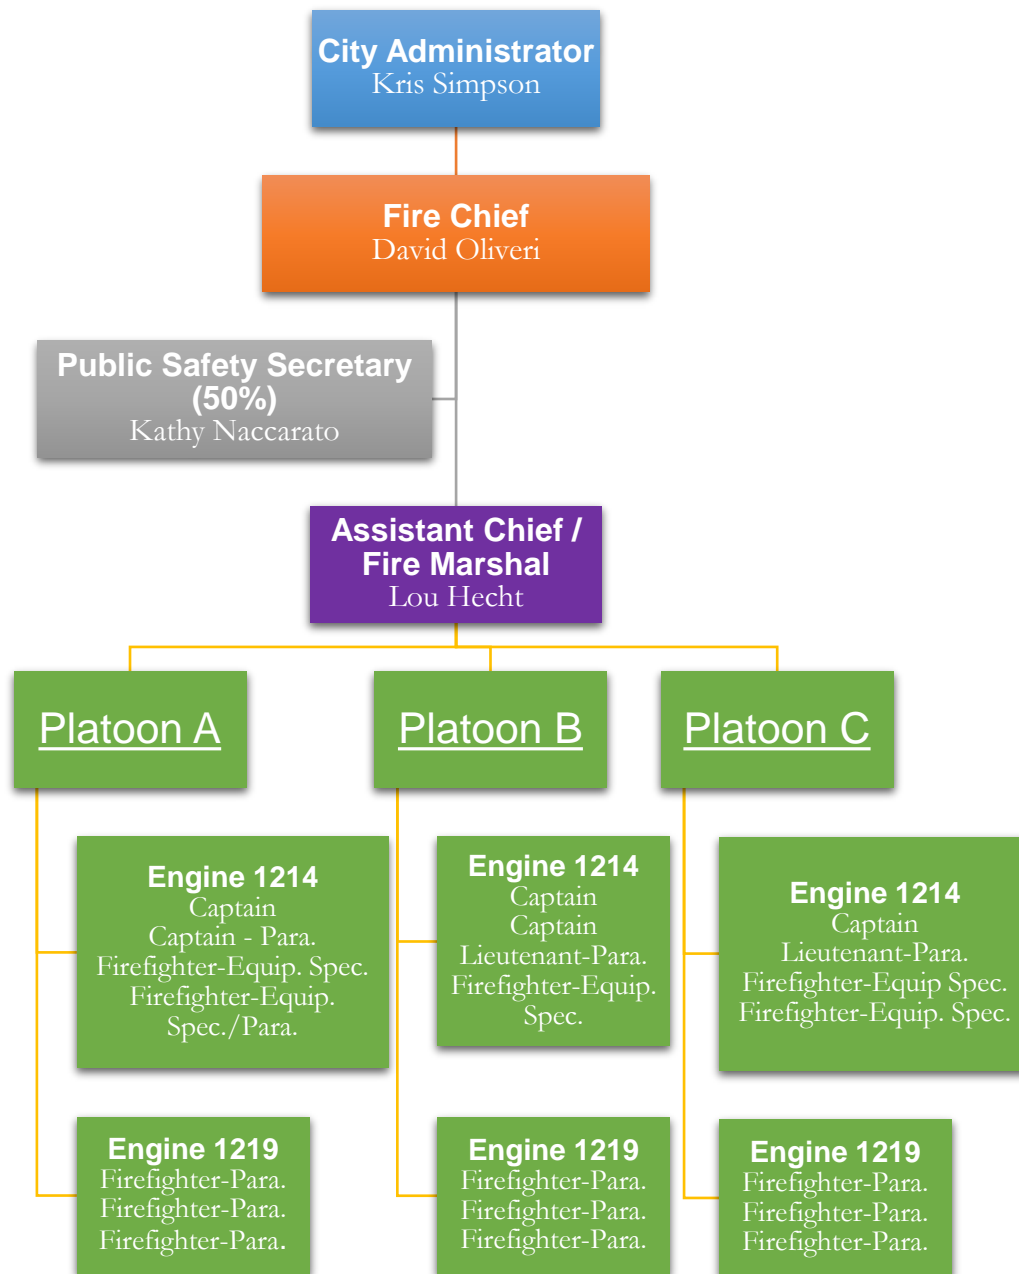 City Administrator
Kris Simpson
Fire Chief
David Oliveri
Public Safety Secretary
(50%)
Kathy Naccarato
Assistant Chief /
Fire Marshal
Lou Hecht
Platoon A
Engine 1214
Captain
Captain - Para.
Firefighter-Equip. Spec.
Firefighter-Equip.
Spec./Para.
Engine 1219
Firefighter-Para.
Firefighter-Para.
Firefighter-Para.
Platoon B
Engine 1214
Captain
Captain
Lieutenant-Para.
Firefighter-Equip.
Spec.
Engine 1219
Firefighter-Para.
Firefighter-Para.
Firefighter-Para.
Platoon C
Engine 1214
Captain
Lieutenant-Para.
Firefighter-Equip Spec.
Firefighter-Equip. Spec.
Engine 1219
Firefighter-Para.
Firefighter-Para.
Firefighter-Para.